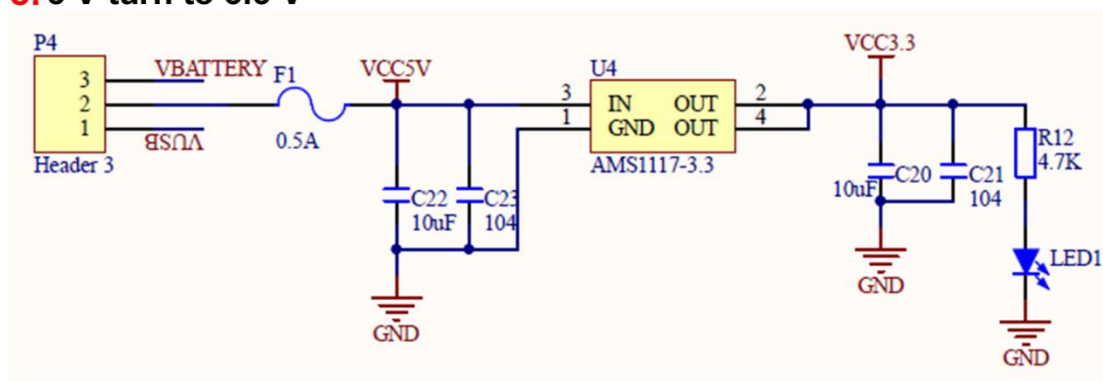 P4
3
2
1
Header 3
VBATTERY
VUSB
F1
0.5A
VCC5V
C22
10uF
C23
104
GND
U4
3
1
IN
OUT
GND
OUT
2
4
AMS1117-3.3
VCC3.3
10uF
C20
C21
104
GND
R12
4.7K
LED1
GND